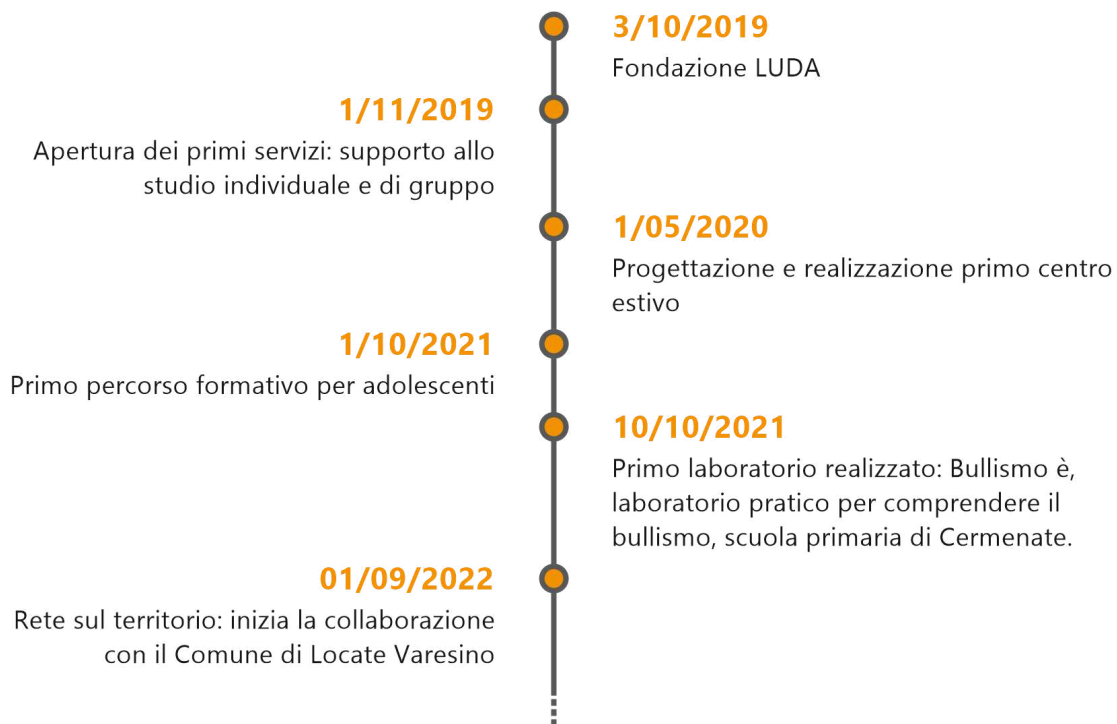 3/10/2019
Fondazione LUDA
1/11/2019
Apertura dei primi servizi: supporto allo
studio individuale e di gruppo
1/05/2020
Progettazione e realizzazione primo centro
estivo
1/10/2021
Primo percorso formativo per adolescenti
10/10/2021
Primo laboratorio realizzato: Bullismo è,
laboratorio pratico per comprendere il
bullismo, scuola primaria di Cermenate.
01/09/2022
Rete sul territorio: inizia la collaborazione
con il Comune di Locate Varesino